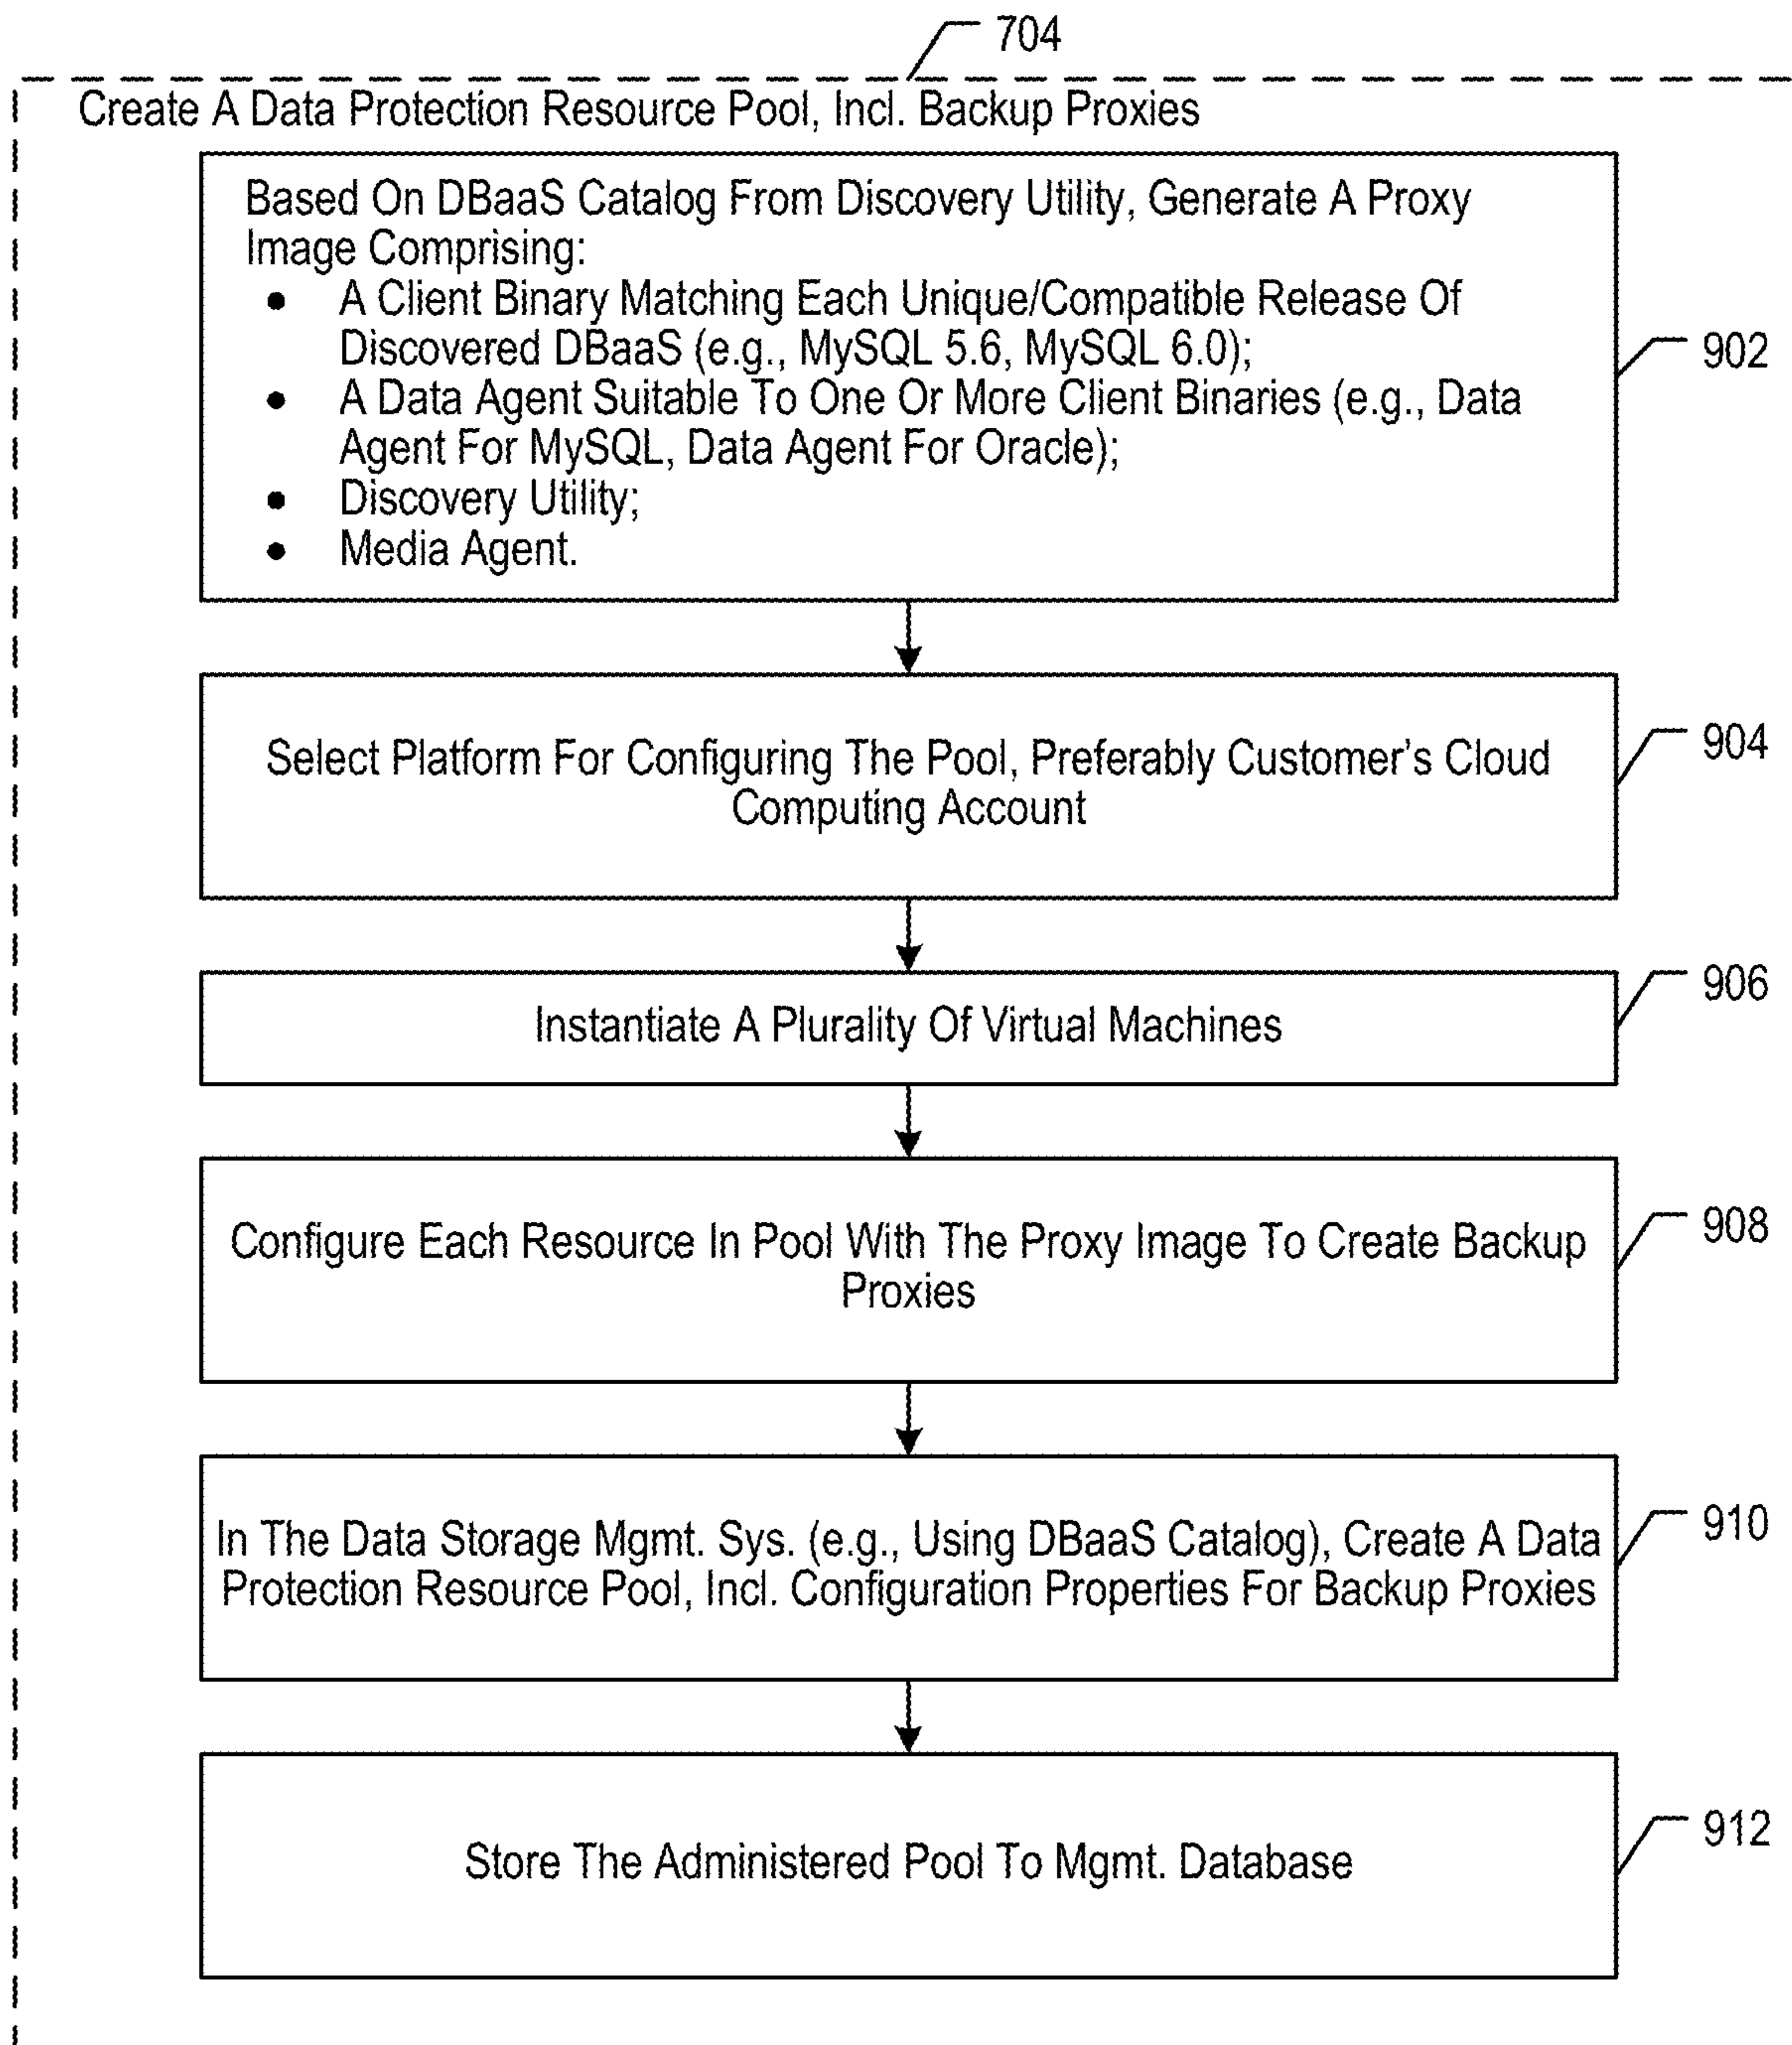 704
Create A Data Protection Resource Pool, Incl. Backup Proxies
Based On DBaaS Catalog From Discovery Utility, Generate A Proxy
Image Comprising:
• A Client Binary Matching Each Unique/Compatible Release Of
Discovered DBaaS (e.g., MySQL 5.6, MySQL 6.0);
• A Data Agent Suitable To One Or More Client Binaries (e.g., Data
Agent For MySQL, Data Agent For Oracle);
• Discovery Utility;
• Media Agent.
902
Select Platform For Configuring The Pool, Preferably Customer's Cloud
Computing Account
904
Instantiate A Plurality Of Virtual Machines
906
Configure Each Resource In Pool With The Proxy Image To Create Backup
Proxies
908
In The Data Storage Mgmt. Sys. (e.g., Using DBaaS Catalog), Create A Data
Protection Resource Pool, Incl. Configuration Properties For Backup Proxies
910
Store The Administered Pool To Mgmt. Database
912